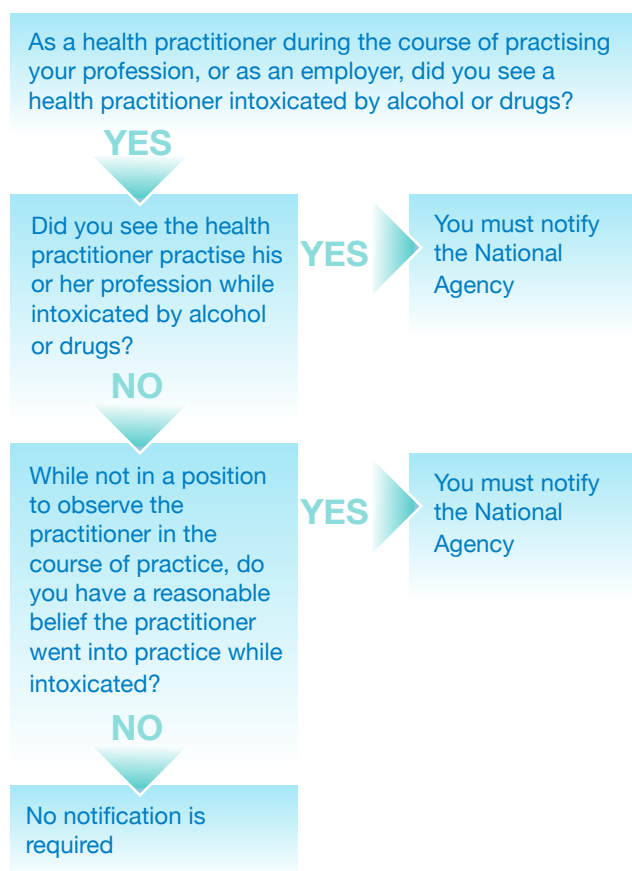 As a health practitioner during the course of practising
your profession, or as an employer, did you see a
health practitioner intoxicated by alcohol or drugs?
YES
Did you see the health
practitioner practise his
or her profession while
intoxicated by alcohol
or drugs?
YES
You must notify
the National
Agency
NO
While not in a position
to observe the
practitioner in the
course of practice, do
you have a reasonable
belief the practitioner
went into practice while
intoxicated?
YES
You must notify
the National
Agency
NO
No notification is
required